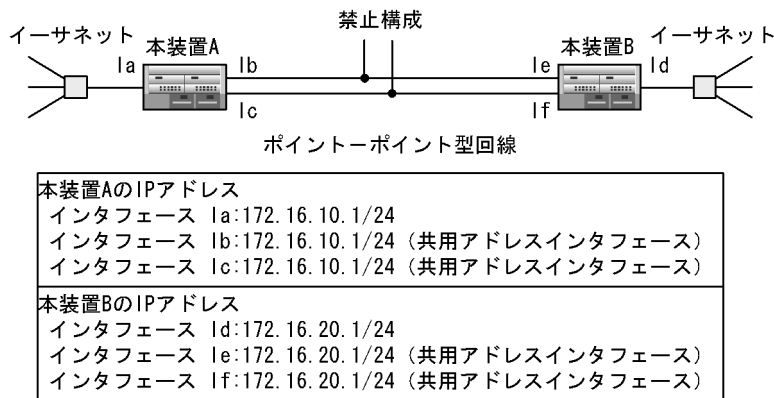 禁止構成
イーサネット
本装置A
本装置B
イーサネット
Ia
Ib
Ie
Id
Ic
If
ポイントーポイント型回線
本装置AのIPアドレス
インタフェース Ia:172.16.10.1/24
インタフェース Ib:172.16.10.1/24（共用アドレスインタフェース）
インタフェース Ic:172.16.10.1/24（共用アドレスインタフェース）
本装置BのIPアドレス
インタフェース Id:172.16.20.1/24
インタフェース Ie:172.16.20.1/24（共用アドレスインタフェース）
インタフェース If:172.16.20.1/24（共用アドレスインタフェース）